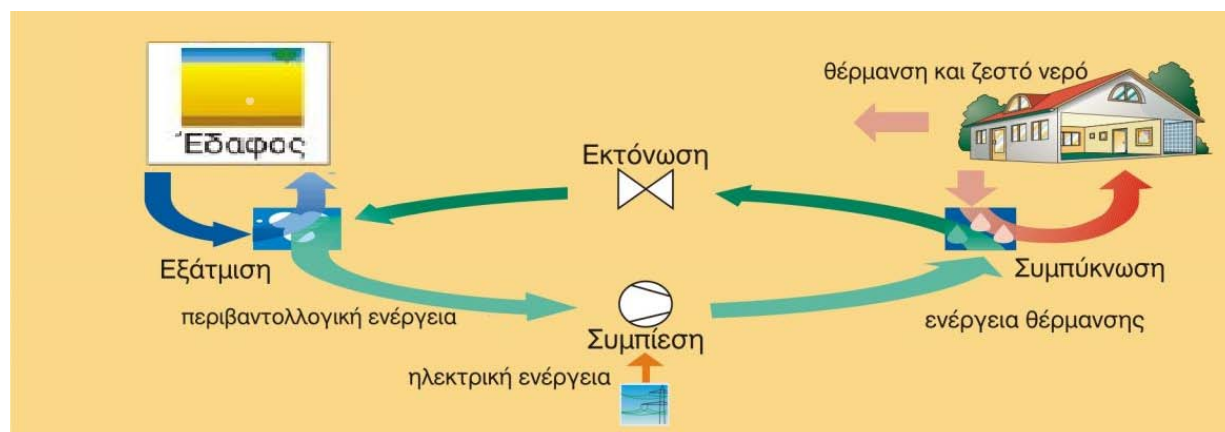 Έδαφος
θέρμανση και ζεστό νερό
Εκτόνωση
Εξάτμιση
Συμπύκνωση
περιβαντολλογική ενέργεια
ενέργεια θέρμανσης
Συμπίεση
ηλεκτρική ενέργεια